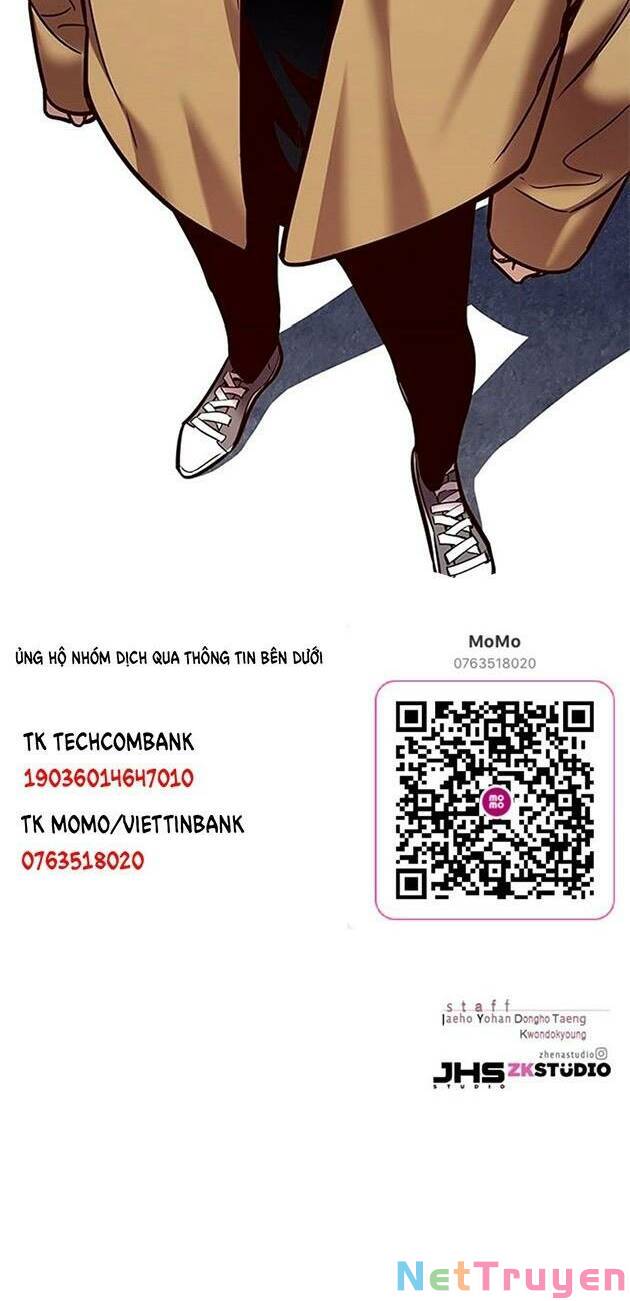 ỦNG HỘ NHÓM DỊCH QUA THÔNG TIN BÊN DƯỚI
TK TECHCOMBANK
19036014647010
TK MOMO/VIETTINBANK
0763518020
MoMo
0763518020
mo
mo
staff
Jaeho Yohan Dongho Taeng
Kwondokyoung
zhenastudio
JHS
STUDIO
ZKSTUDIO
NetTruyen